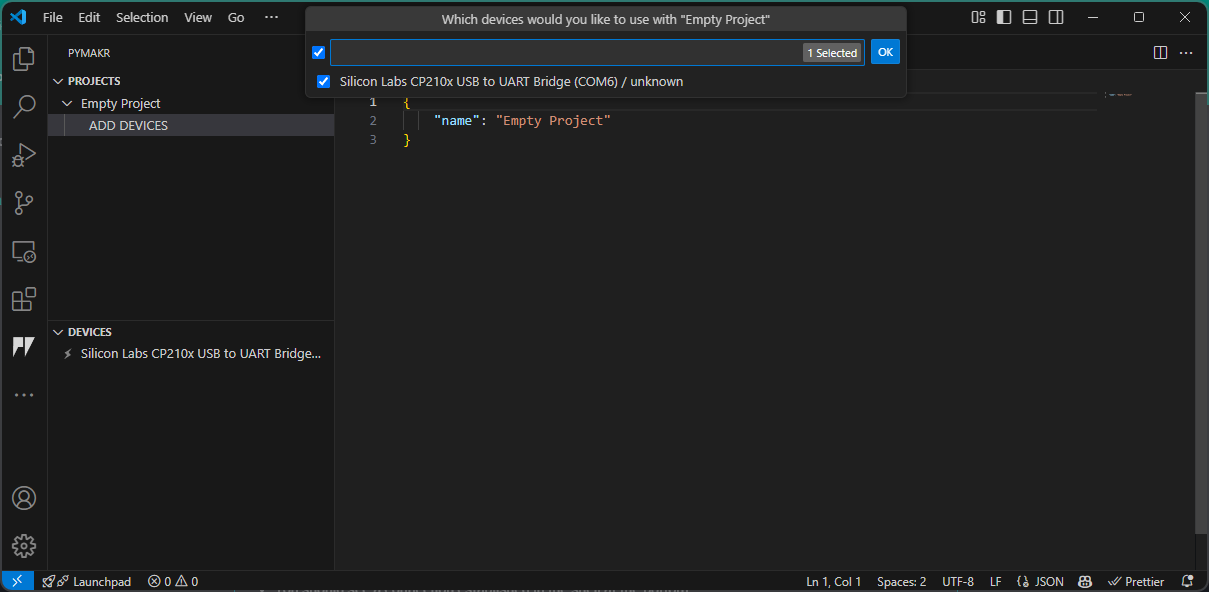 File Edit Selection View Go ···
Which devices would you like to use with "Empty Project"
1 Selected OK
Silicon Labs CP210x USB to UART Bridge (COM6) / unknown
PYMAKR
PROJECTS
Empty Project
ADD DEVICES
DEVICES
Silicon Labs CP210x USB to UART Bridge...
1 {
2 "name": "Empty Project"
3 }
Launchpad 0 0 Ln 1, Col 1 Spaces: 2 UTF-8 LF JSON Prettier